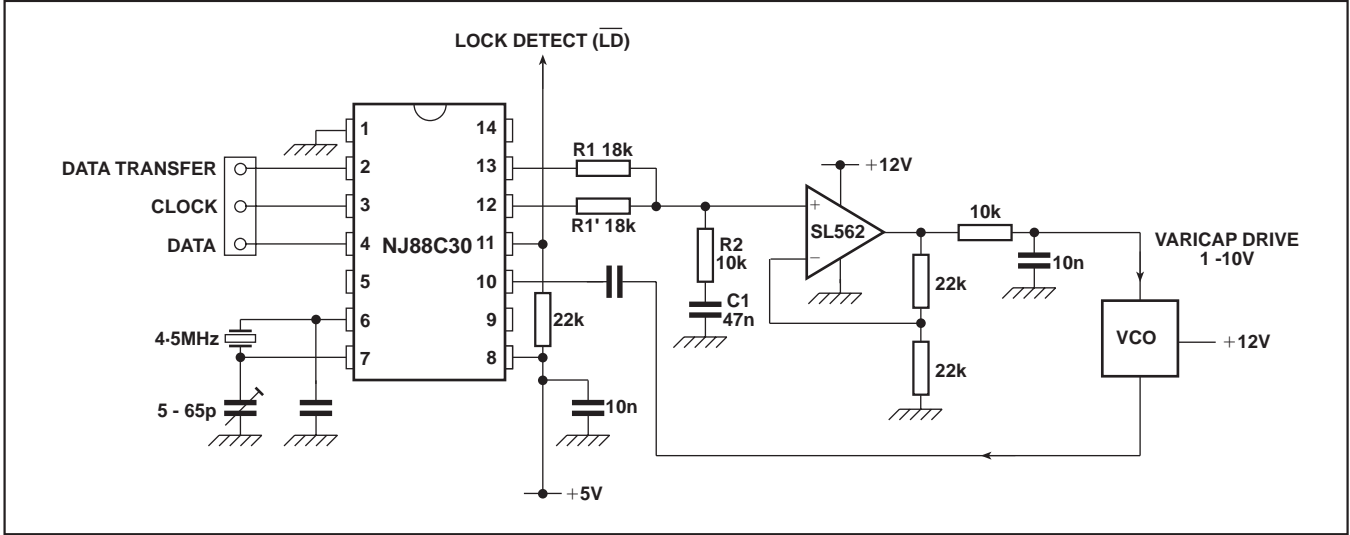 LOCK DETECT (LD)
1
14
DATA TRANSFER
2
13
R1 18k
+12V
CLOCK
3
12
R1' 18k
+
SL562
−
10k
DATA
4
NJ88C30
11
R2
10k
VARICAP DRIVE
1 -10V
10n
5
10
22k
C1
47n
4·5MHz
6
9
22k
VCO
+12V
7
8
22k
5 - 65p
10n
+5V